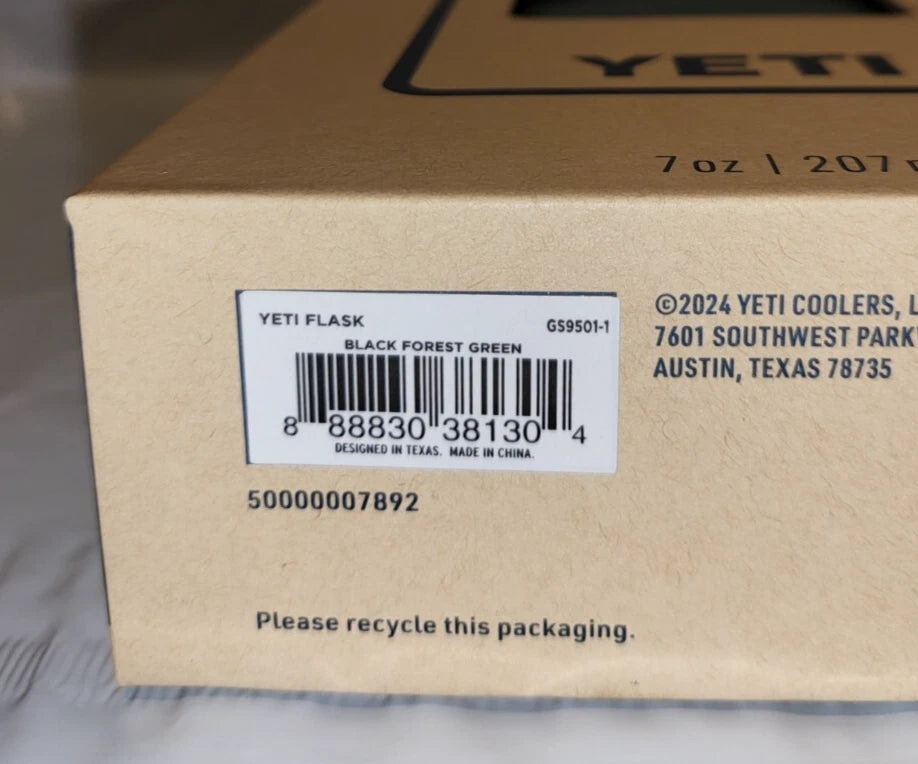 YETI
7 oz | 207
YETI FLASK
GS9501-1
BLACK FOREST GREEN
8 88830 38130 4
DESIGNED IN TEXAS. MADE IN CHINA.
50000007892
©2024 YETI COOLERS,
7601 SOUTHWEST PARK
AUSTIN, TEXAS 78735
Please recycle this packaging.